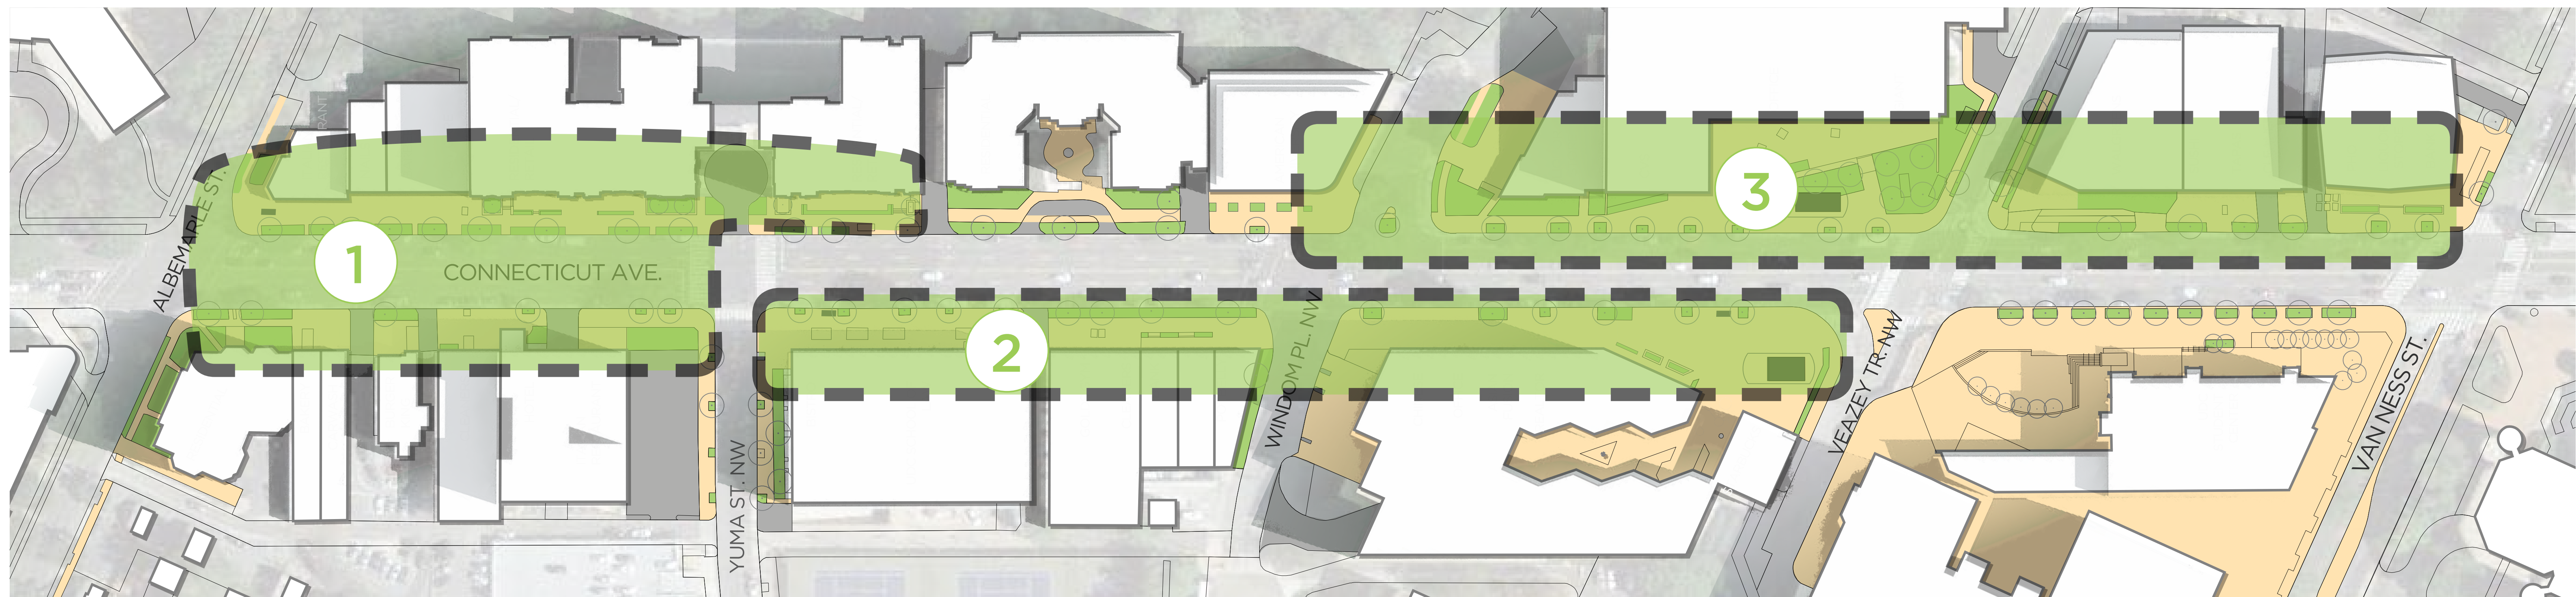 RANT
ALBEMARLE ST.
1
CONNECTICUT AVE.
2
3
YUMA ST. NW
WINDOM PL. NW
VEAZEY TR. NW
VAN NESS ST.